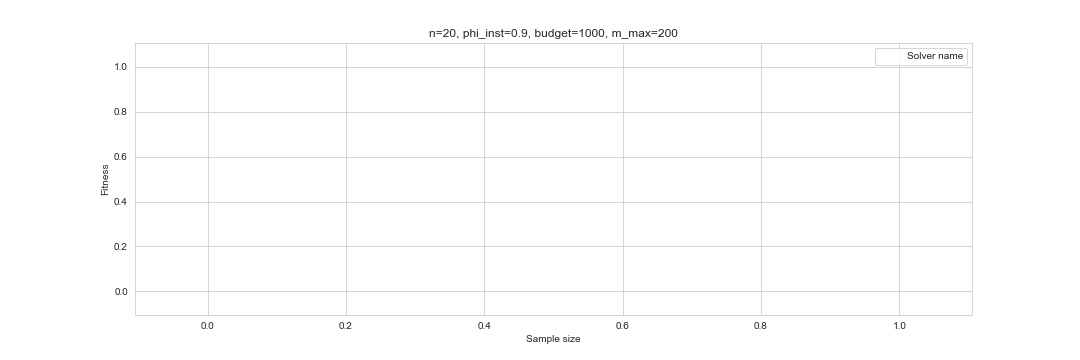 n=20, phi_inst=0.9, budget=1000, m_max=200
Solver name
1.0
0.8
0.6
0.4
0.2
0.0
Fitness
0.0 0.2 0.4 0.6 0.8 1.0
Sample size